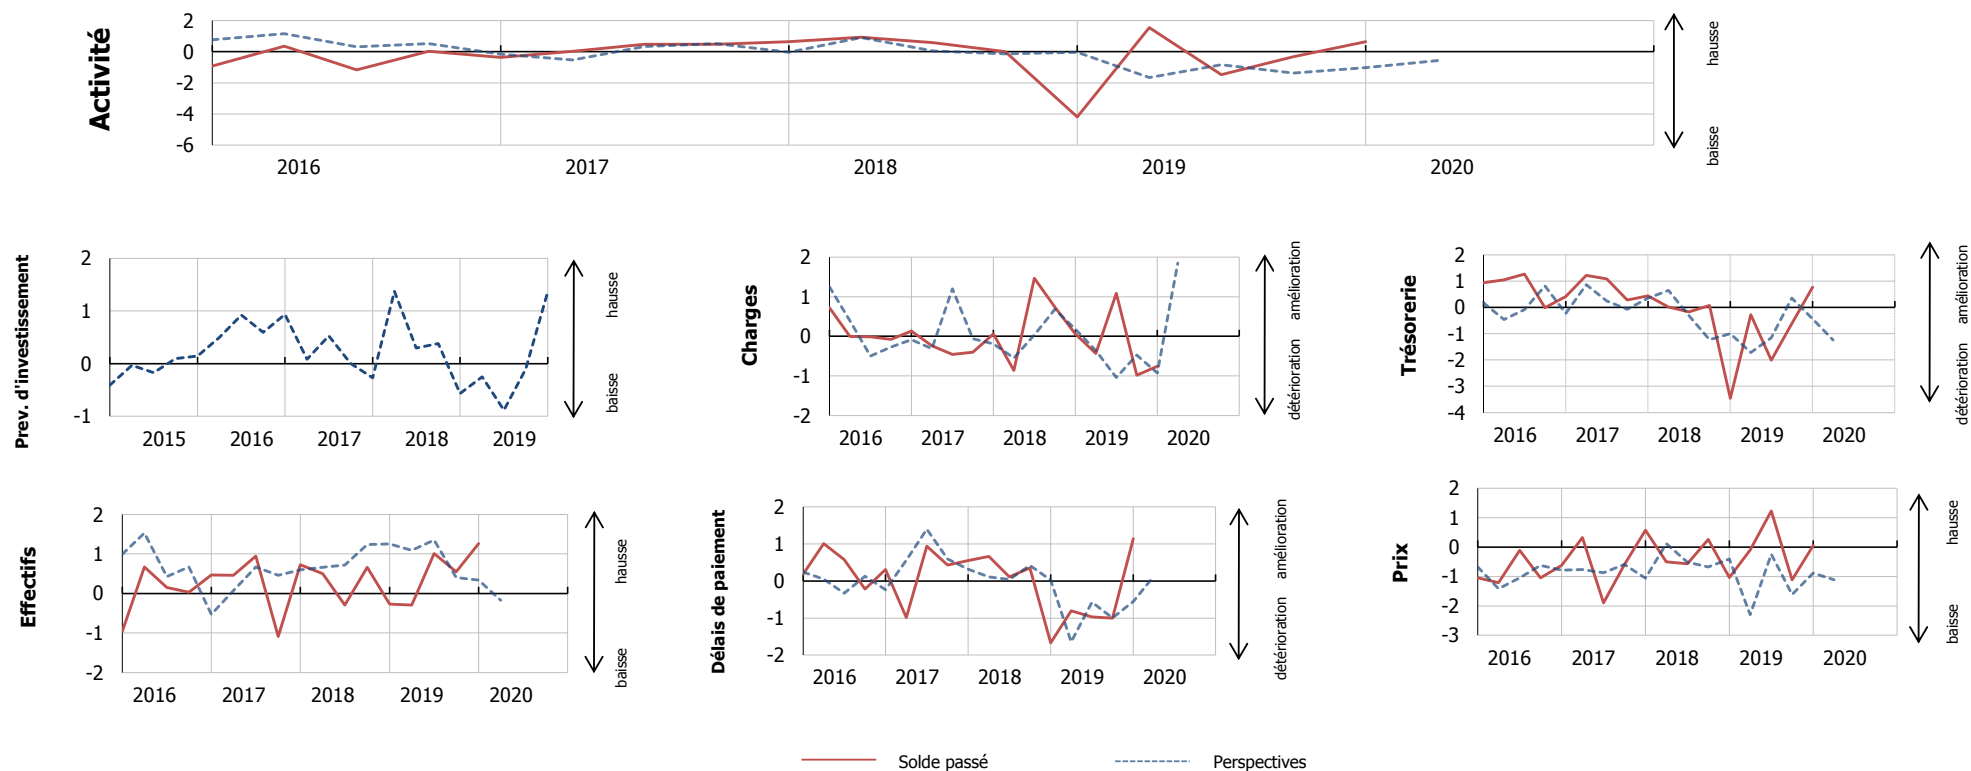 Activité
2
0
-2
-4
-6
2016 2017 2018 2019 2020
hausse
baisse
Prev. d'investissement
2
1
0
-1
2015 2016 2017 2018 2019
hausse
baisse
Charges
2
1
0
-1
-2
2016 2017 2018 2019 2020
amélioration
détérioration
Trésorerie
2
1
0
-1
-2
-3
-4
2016 2017 2018 2019 2020
amélioration
détérioration
Effectifs
2
1
0
-1
-2
2016 2017 2018 2019 2020
hausse
baisse
Délais de paiement
2
1
0
-1
-2
2016 2017 2018 2019 2020
amélioration
détérioration
Prix
2
1
0
-1
-2
-3
2016 2017 2018 2019 2020
hausse
baisse
Solde passé Perspectives